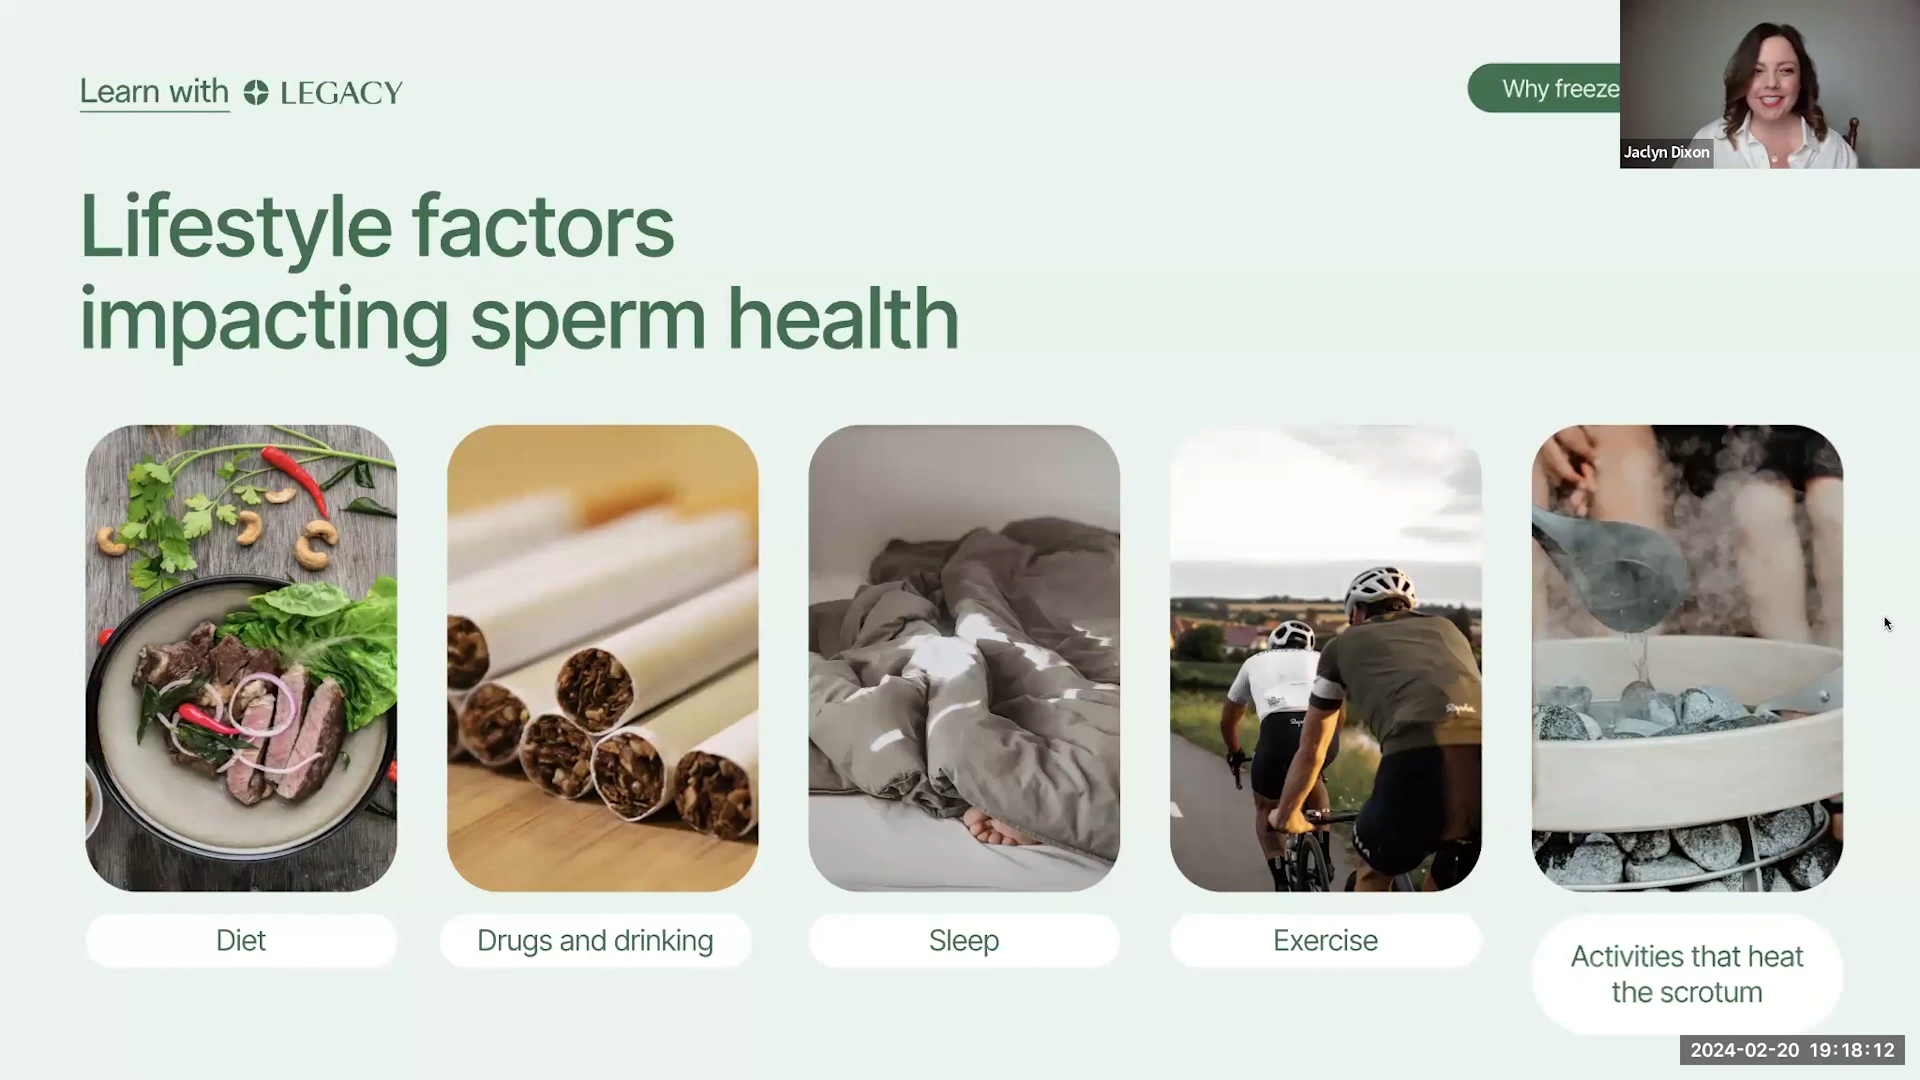 Learn with LEGACY
Why freeze
Jaclyn Dixon
Lifestyle factors
impacting sperm health
Diet
Drugs and drinking
Sleep
Exercise
Activities that heat
the scrotum
2024-02-20 19:18:12